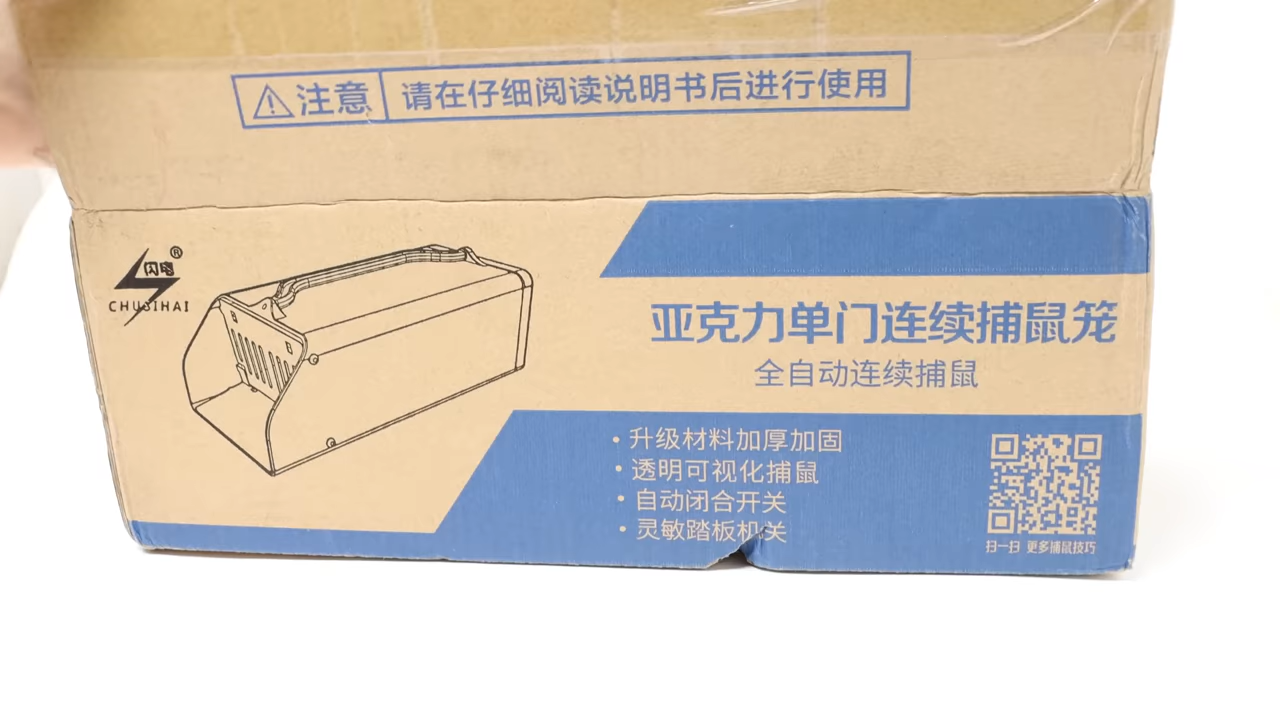 注意 请在仔细阅读说明书后进行使用
闪电®
CHUSIHAI
亚克力单门连续捕鼠笼
全自动连续捕鼠
• 升级材料加厚加固
• 透明可视化捕鼠
• 自动闭合开关
• 灵敏踏板机关
扫一扫 更多捕鼠技巧